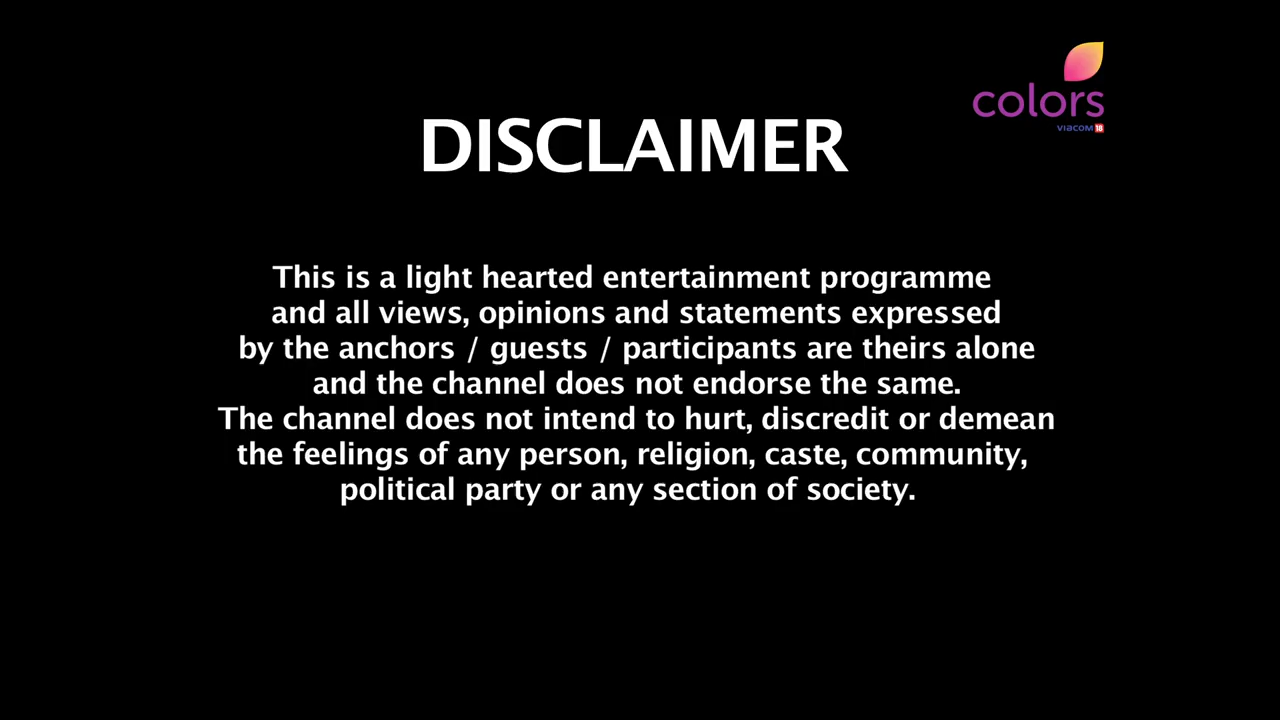 colors
VIACOM18
DISCLAIMER
This is a light hearted entertainment programme
and all views, opinions and statements expressed
by the anchors / guests / participants are theirs alone
and the channel does not endorse the same.
The channel does not intend to hurt, discredit or demean
the feelings of any person, religion, caste, community,
political party or any section of society.